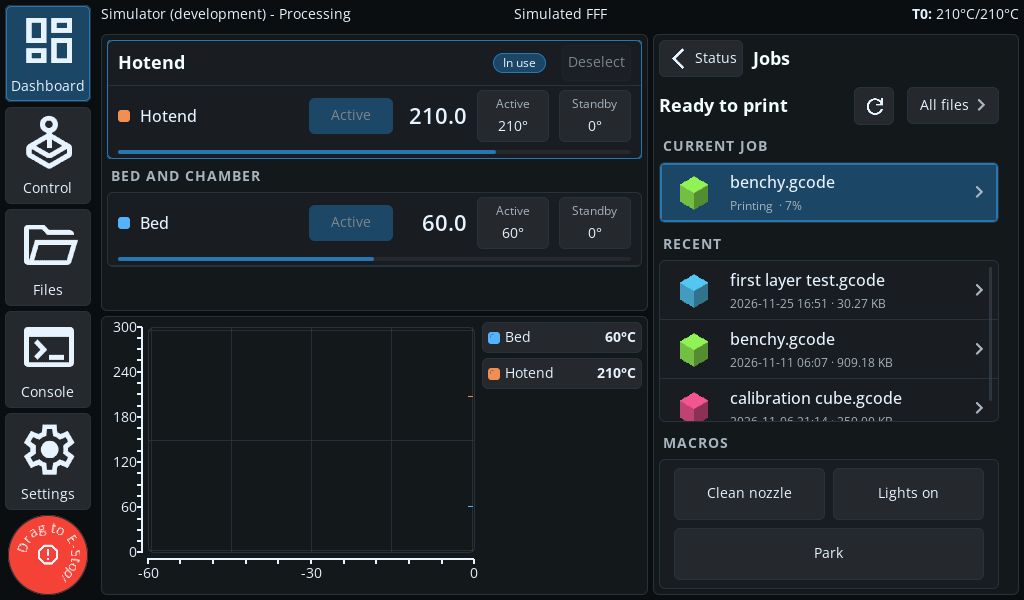 Simulator (development) - Processing
Simulated FFF
T0: 210°C/210°C
Dashboard
Control
Files
Console
Settings
Drag to E-Stop!
Hotend
In use
Deselect
Hotend
Active
210.0
Active
210°
Standby
0°
BED AND CHAMBER
Bed
Active
60.0
Active
60°
Standby
0°
300
240
180
120
60
0
-60
-30
0
Bed
60°C
Hotend
210°C
Status
Jobs
Ready to print
All files
CURRENT JOB
benchy.gcode
Printing · 7%
RECENT
first layer test.gcode
2026-11-25 16:51 · 30.27 KB
benchy.gcode
2026-11-11 06:07 · 909.18 KB
calibration cube.gcode
MACROS
Clean nozzle
Lights on
Park